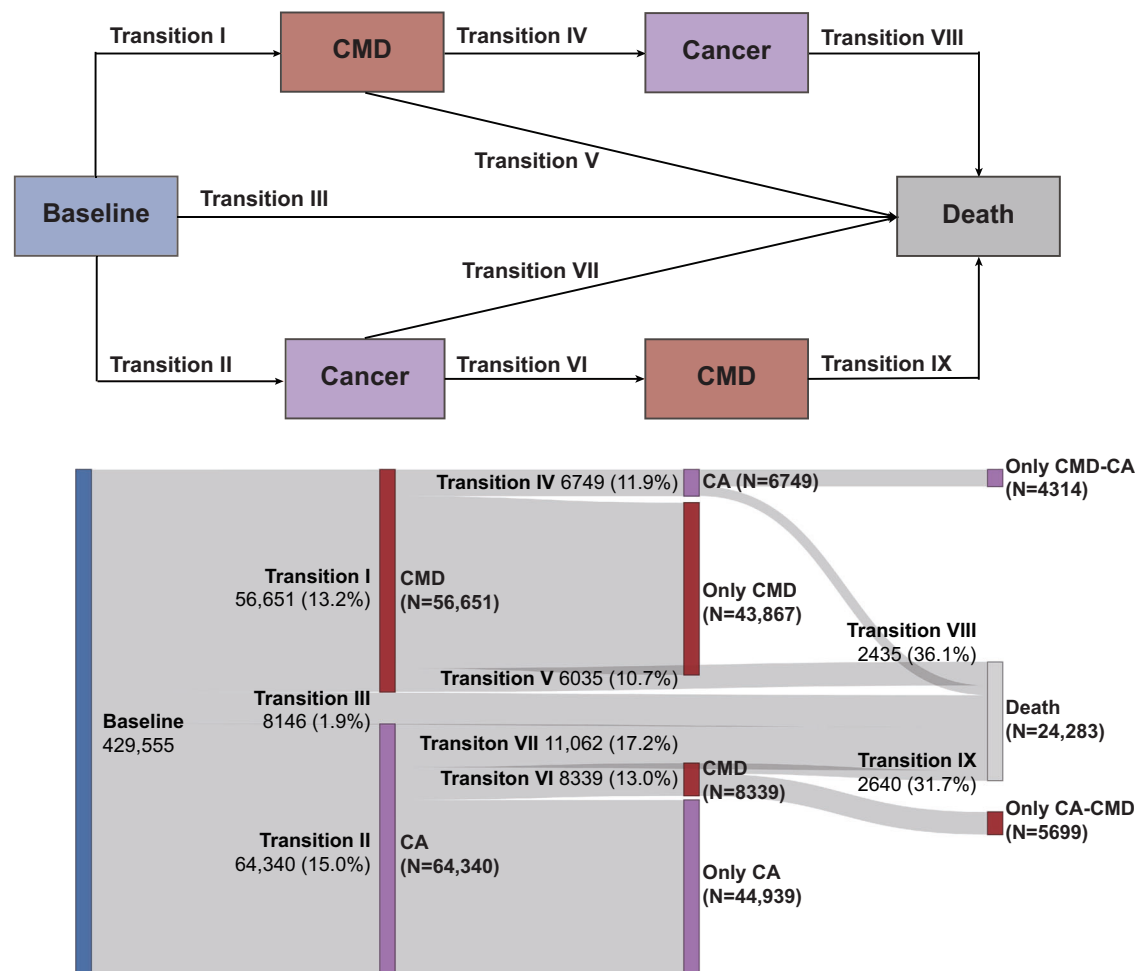 Transition I
CMD
Transition IV
Cancer
Transition VIII
Transition V
Baseline
Transition III
Death
Transition VII
Transition II
Cancer
Transition VI
CMD
Transition IX
Transition IV 6749 (11.9%)
CA (N=6749)
Only CMD-CA
(N=4314)
Transition I
56,651 (13.2%)
CMD
(N=56,651)
Only CMD
(N=43,867)
Transition VIII
2435 (36.1%)
Transition V 6035 (10.7%)
Transition III
8146 (1.9%)
Baseline
429,555
Death
(N=24,283)
Transiton VII 11,062 (17.2%)
Transiton VI 8339 (13.0%)
CMD
(N=8339)
Transition IX
2640 (31.7%)
Only CA-CMD
(N=5699)
Transition II
64,340 (15.0%)
CA
(N=64,340)
Only CA
(N=44,939)